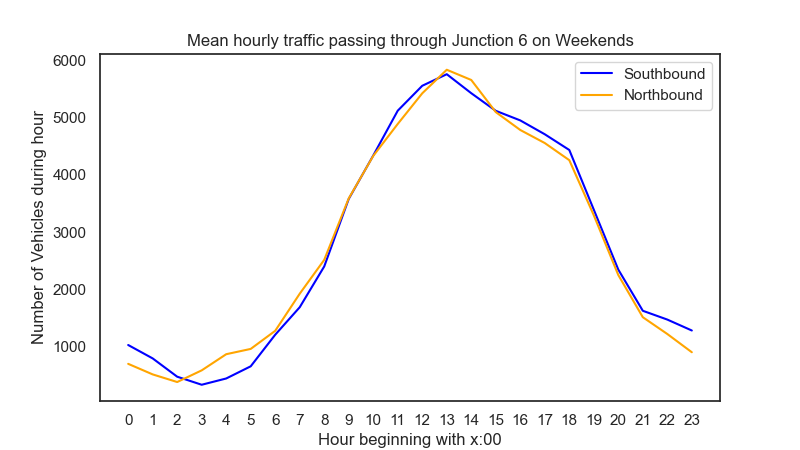 Mean hourly traffic passing through Junction 6 on Weekends
Southbound
Northbound
Number of Vehicles during hour
6000
5000
4000
3000
2000
1000
0 1 2 3 4 5 6 7 8 9 10 11 12 13 14 15 16 17 18 19 20 21 22 23
Hour beginning with x:00